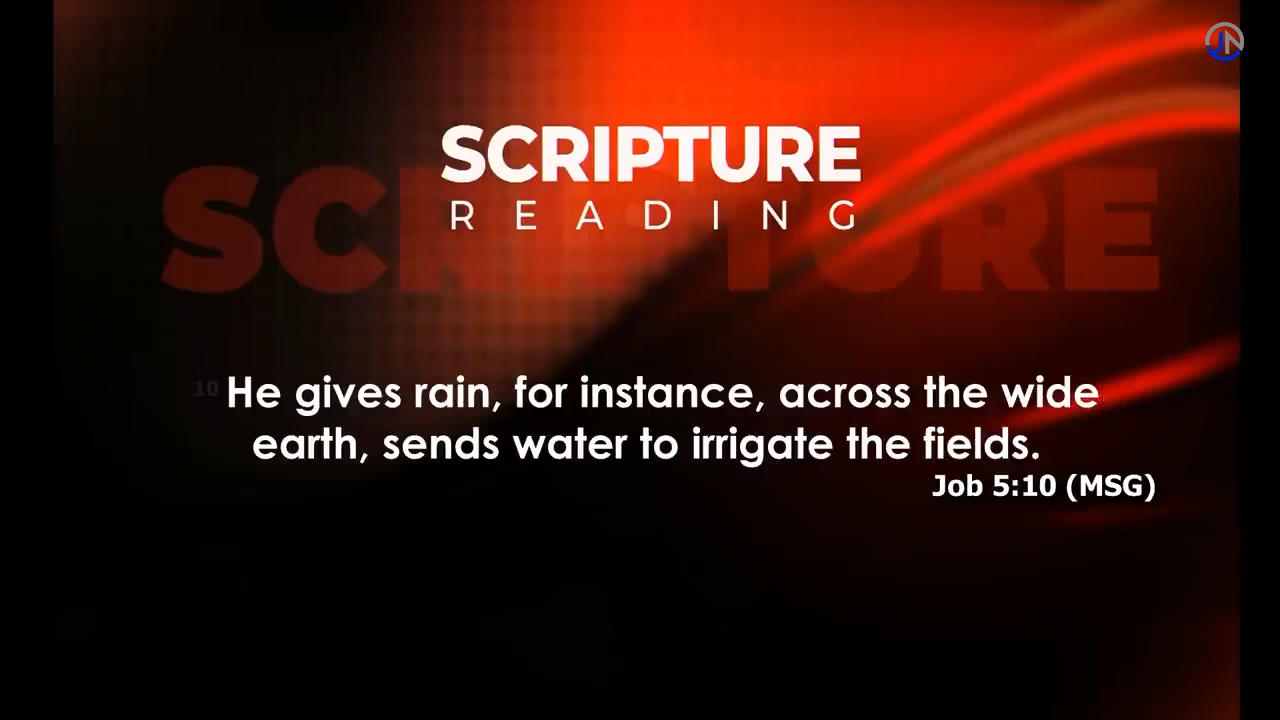 SCRIPTURE
READING
SCRIPTURE
10 He gives rain, for instance, across the wide
earth, sends water to irrigate the fields.
Job 5:10 (MSG)